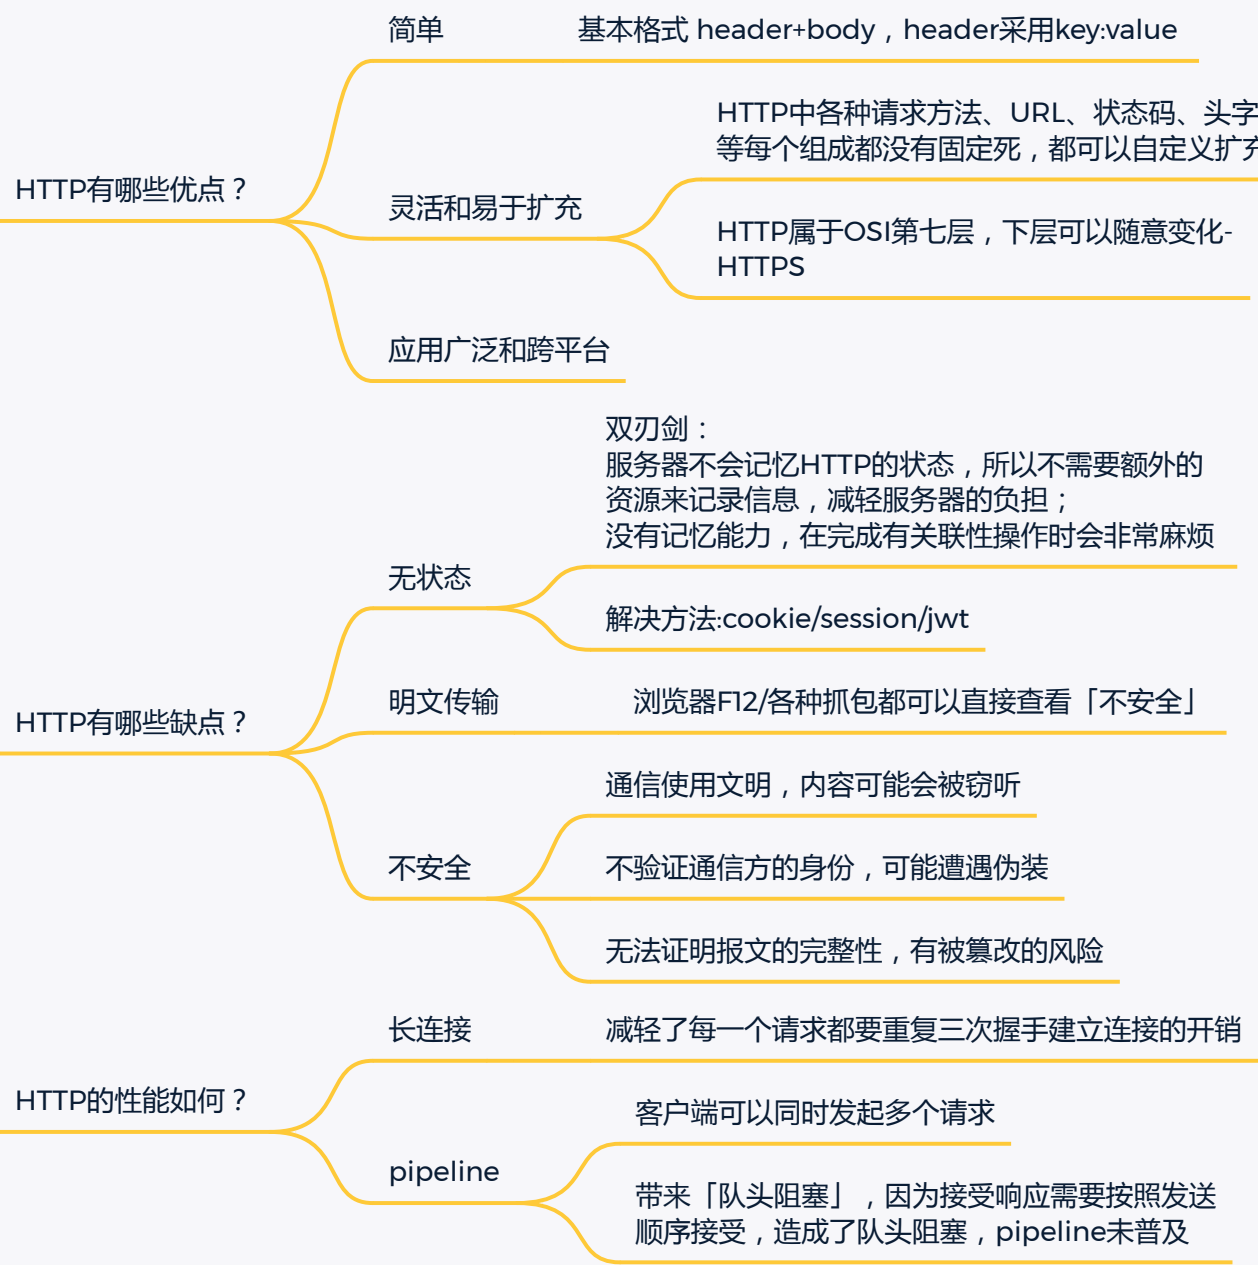 HTTP有哪些优点？
简单
基本格式 header+body，header采用key:value
灵活和易于扩充
HTTP中各种请求方法、URL、状态码、头字
等每个组成都没有固定死，都可以自定义扩充
HTTP属于OSI第七层，下层可以随意变化-
HTTPS
应用广泛和跨平台
HTTP有哪些缺点？
无状态
双刃剑：
服务器不会记忆HTTP的状态，所以不需要额外的
资源来记录信息，减轻服务器的负担；
没有记忆能力，在完成有关联性操作时会非常麻烦
解决方法:cookie/session/jwt
明文传输
浏览器F12/各种抓包都可以直接查看「不安全」
不安全
通信使用文明，内容可能会被窃听
不验证通信方的身份，可能遭遇伪装
无法证明报文的完整性，有被篡改的风险
HTTP的性能如何？
长连接
减轻了每一个请求都要重复三次握手建立连接的开销
pipeline
客户端可以同时发起多个请求
带来「队头阻塞」，因为接受响应需要按照发送
顺序接受，造成了队头阻塞，pipeline未普及